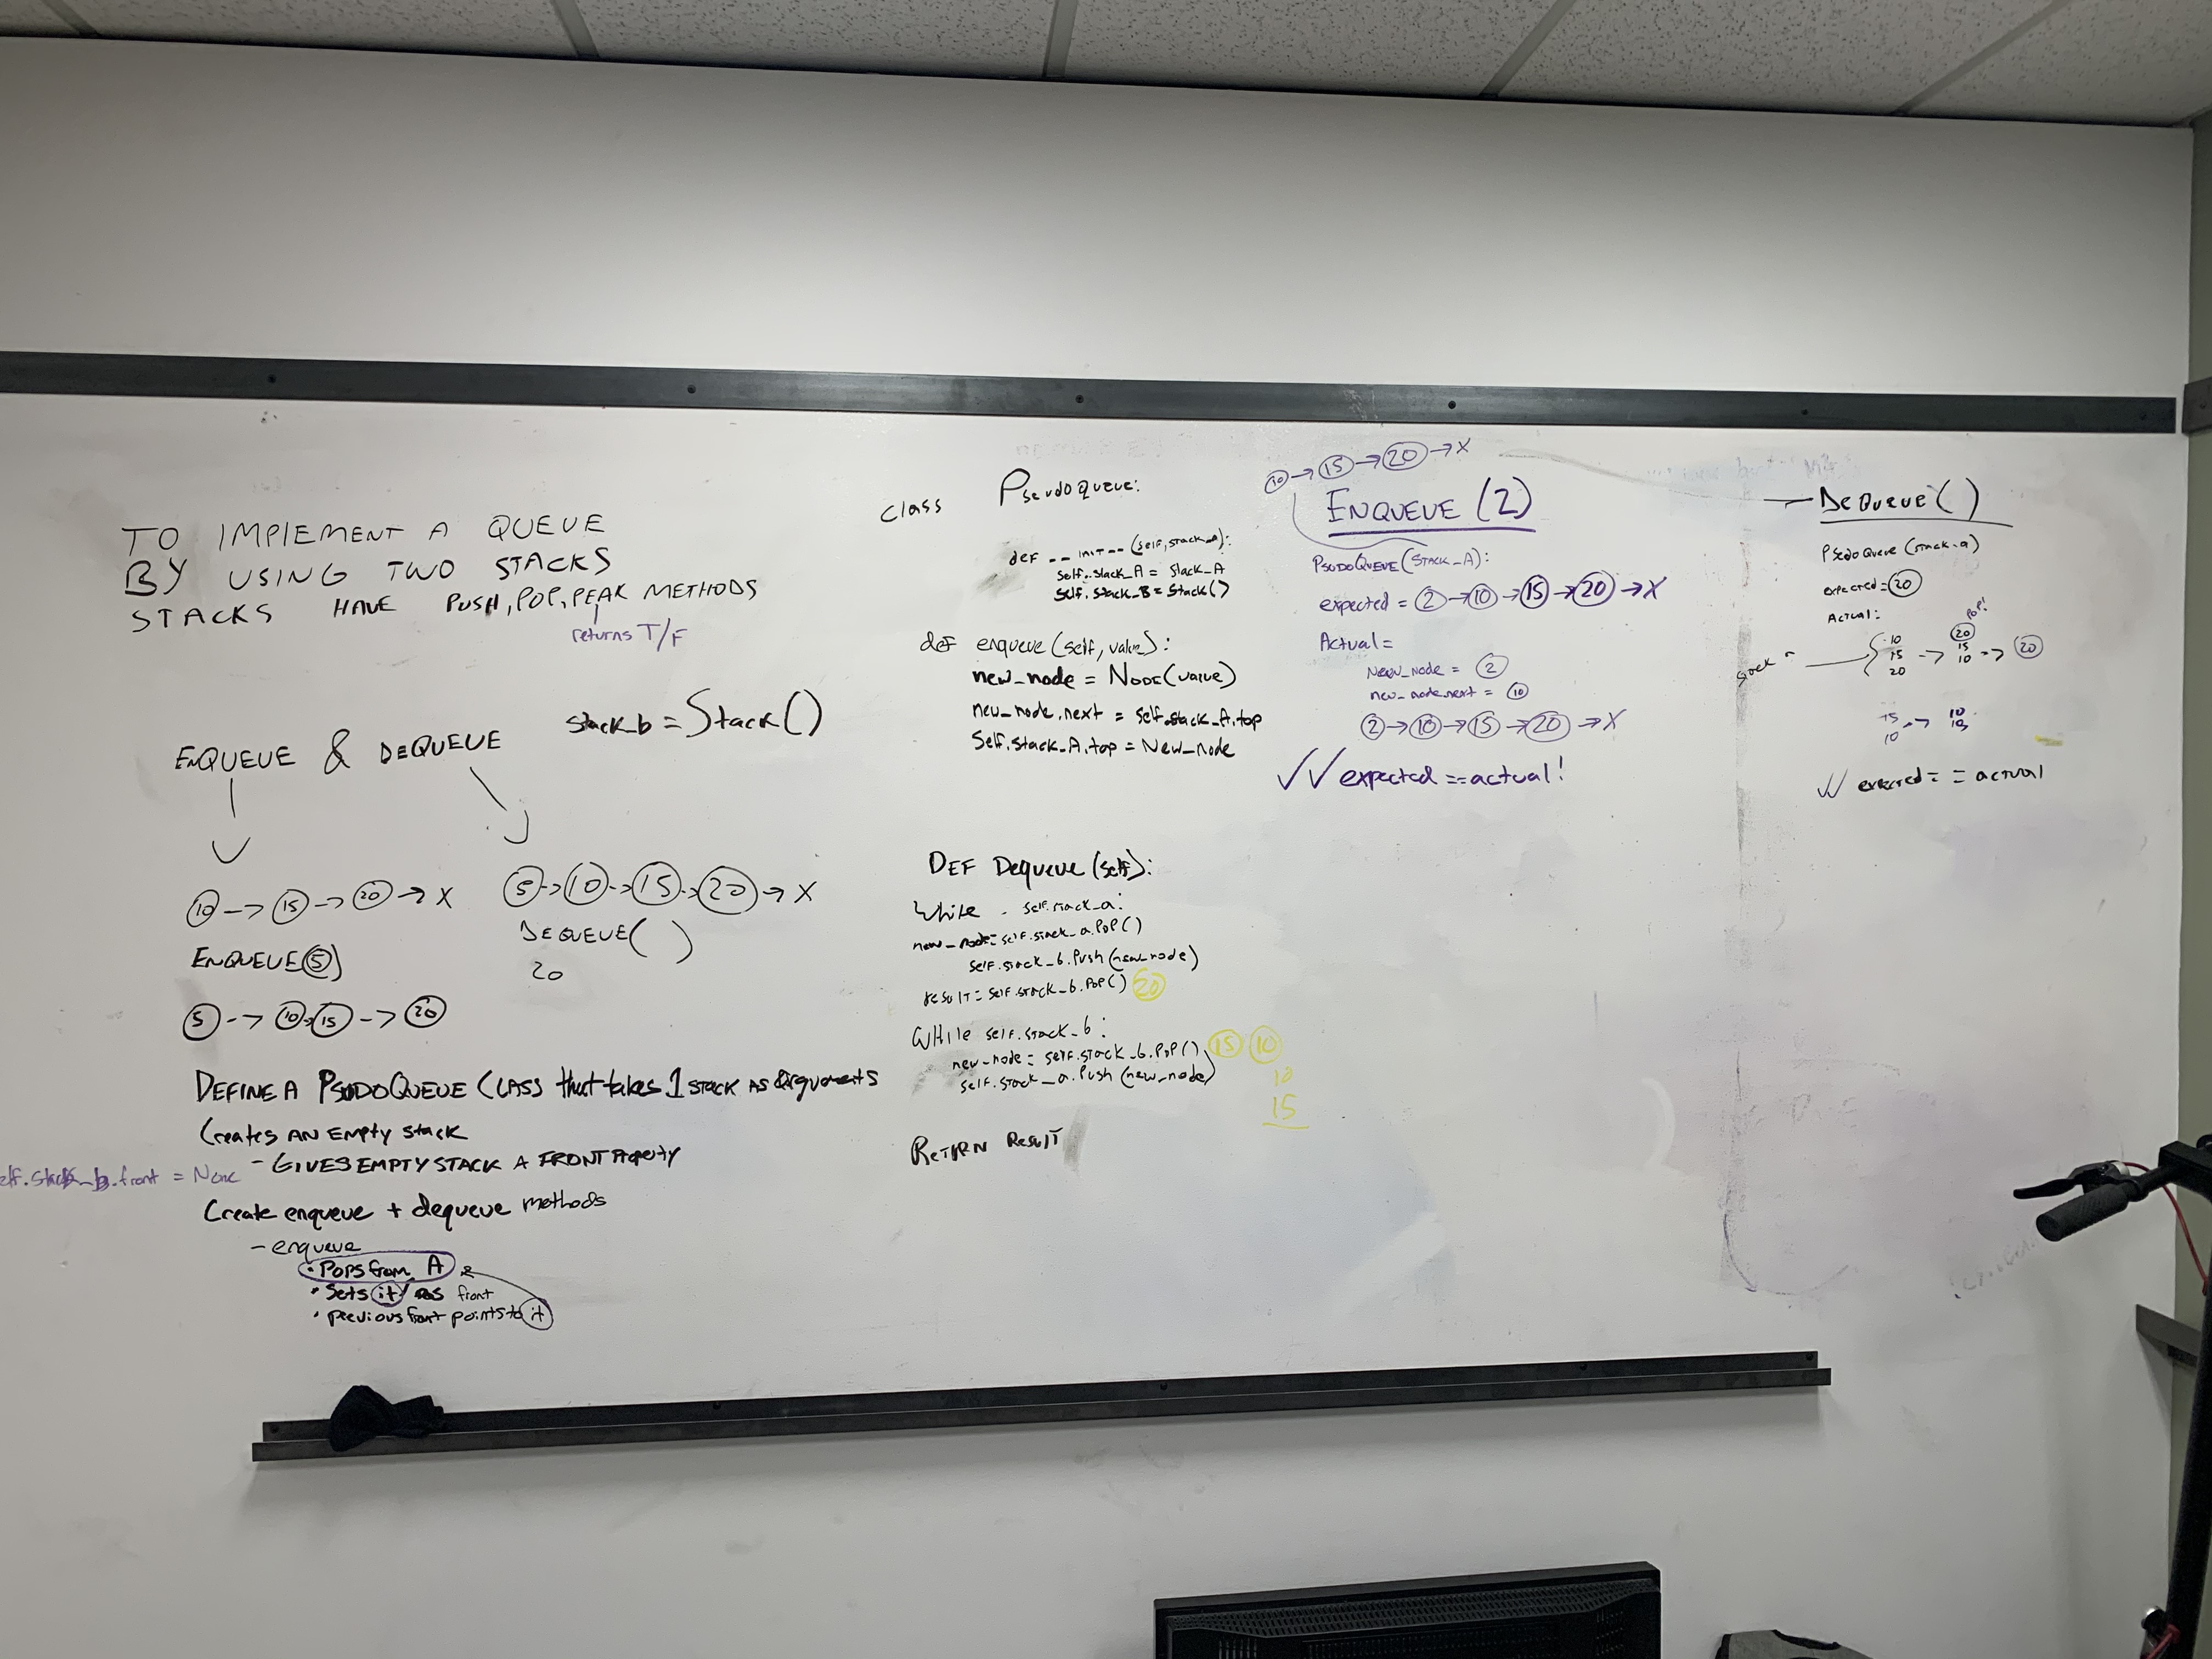 TO IMPLEMENT A QUEUE
BY USING TWO STACKS
STACKS HAVE PUSH, POP, PEAK METHODS
returns T/F
ENQUEUE & DEQUEUE
stack_b = Stack()
10 -> 15 -> 20 -> X
ENQUEUE(5)
5 -> 10 -> 15 -> 20
5 -> 10 -> 15 -> 20 -> X
DEQUEUE( )
20
DEFINE A PSUDOQUEUE CLASS that takes 1 STACK AS arguments
Creates AN EMPTY STACK
- GIVES EMPTY STACK A FRONT Property
elf.stack_b.front = None
Create enqueue + dequeue methods
- enqueue
• POPS from A
• Sets it as front
• previous front points to it
class PseudoQueue:
def __init__(self, stack_a):
self.stack_A = Stack_A
self.stack_B = Stack()
def enqueue(self, value):
new_node = Node(value)
new_node.next = self.stack_A.top
Self.stack_A.top = New_node
DEF Dequeue(self):
While self.stack_a:
new_node = self.stack_a.POP()
self.stack_b.Push(new_node)
result = self.stack_b.POP() 20
WHile self.stack_b:
new_node = self.stack_b.POP() 15 10
self.stack_a.Push(new_node) 10
15
RETURN RESULT
10 -> 15 -> 20 -> X
ENQUEUE (2)
PSUDOQUEUE(STACK_A):
expected = 2 -> 10 -> 15 -> 20 -> X
Actual =
New_node = 2
new_node.next = 10
2 -> 10 -> 15 -> 20 -> X
✓✓ expected == actual!
— DEQUEUE()
PSEDOQUEUE(stack_a)
expected = 20
Actual:
POP!
10 20
15 -> 15 -> 20
20 10
15 -> 10
10
✓✓ expected == actual